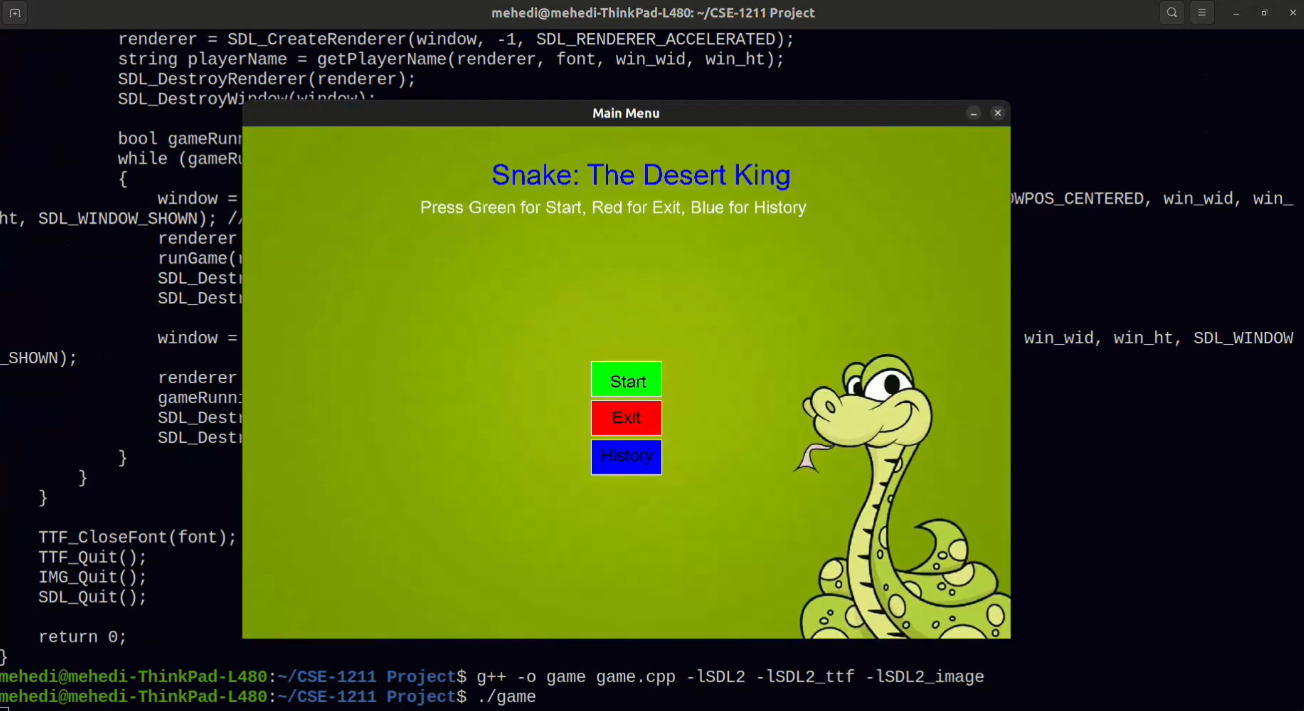 mehedi@mehedi-ThinkPad-L480: ~/CSE-1211 Project
renderer = SDL_CreateRenderer(window, -1, SDL_RENDERER_ACCELERATED);
string playerName = getPlayerName(renderer, font, win_wid, win_ht);
SDL_DestroyRenderer(renderer);
SDL_DestroyWindow(window);
Main Menu
bool gameRunn
while (gameRu
{
window = OWPOS_CENTERED, win_wid, win_
ht, SDL_WINDOW_SHOWN); //
renderer
runGame(r
SDL_Destr
SDL_Destr
window = win_wid, win_ht, SDL_WINDOW
_SHOWN);
renderer
gameRunni
SDL_Destr
SDL_Destr
}
}
}
Snake: The Desert King
Press Green for Start, Red for Exit, Blue for History
Start
Exit
History
TTF_CloseFont(font);
TTF_Quit();
IMG_Quit();
SDL_Quit();
return 0;
}
mehedi@mehedi-ThinkPad-L480:~/CSE-1211 Project$ g++ -o game game.cpp -lSDL2 -lSDL2_ttf -lSDL2_image
mehedi@mehedi-ThinkPad-L480:~/CSE-1211 Project$ ./game